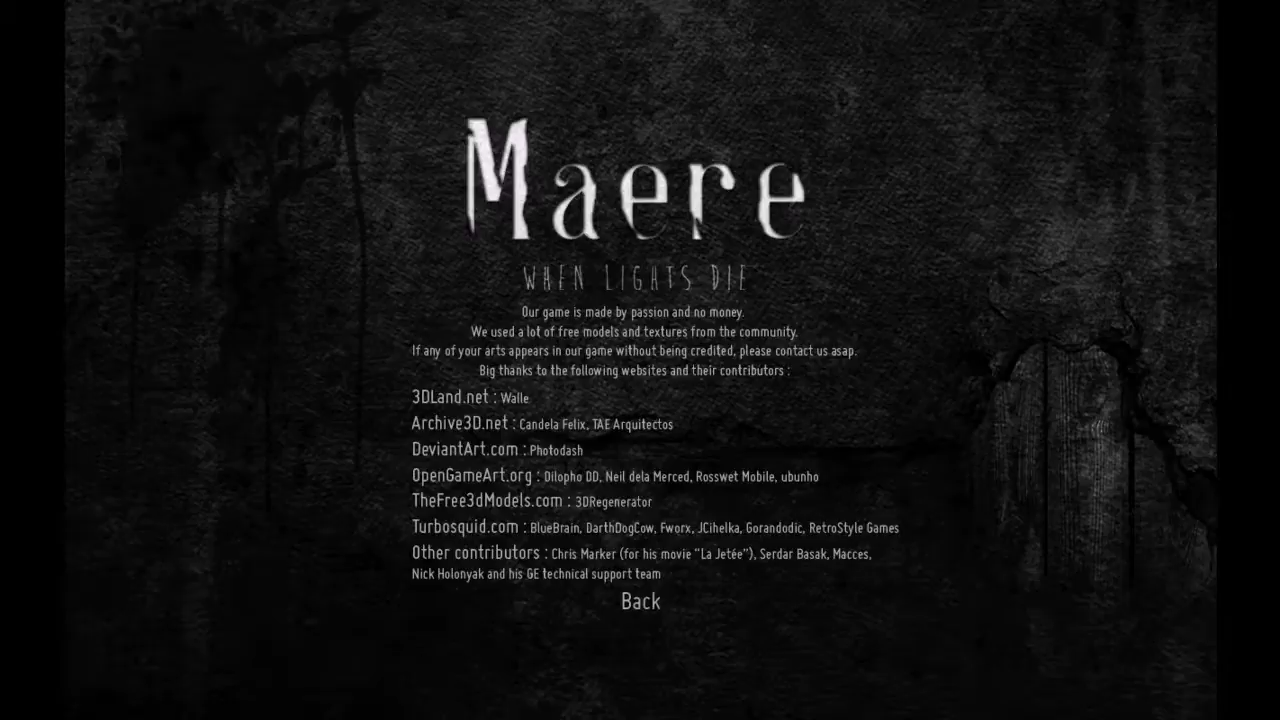 Maere
WHEN LIGHTS DIE
Our game is made by passion and no money.
We used a lot of free models and textures from the community.
If any of your arts appears in our game without being credited, please contact us asap.
Big thanks to the following websites and their contributors :
3DLand.net : Walle
Archive3D.net : Candela Felix, TAE Arquitectos
DeviantArt.com : Photodash
OpenGameArt.org : Dilopho DD, Neil dela Merced, Rosswet Mobile, ubunho
TheFree3dModels.com : 3DRegenerator
Turbosquid.com : BlueBrain, DarthDogCow, Fworx, JCihelka, Gorandodic, RetroStyle Games
Other contributors : Chris Marker (for his movie "La Jetée"), Serdar Basak, Macces,
Nick Holonyak and his GE technical support team
Back